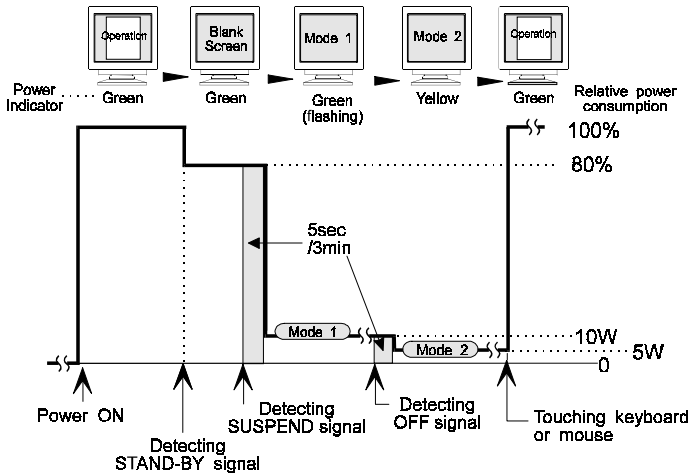 Operation
Blank
Screen
Mode 1
Mode 2
Operation
Power
Indicator
Green
Green
Green
(flashing)
Yellow
Green
Relative power
consumption
100%
80%
5sec
/3min
Mode 1
Mode 2
10W
5W
0
Power ON
Detecting
STAND-BY signal
Detecting
SUSPEND signal
Detecting
OFF signal
Touching keyboard
or mouse